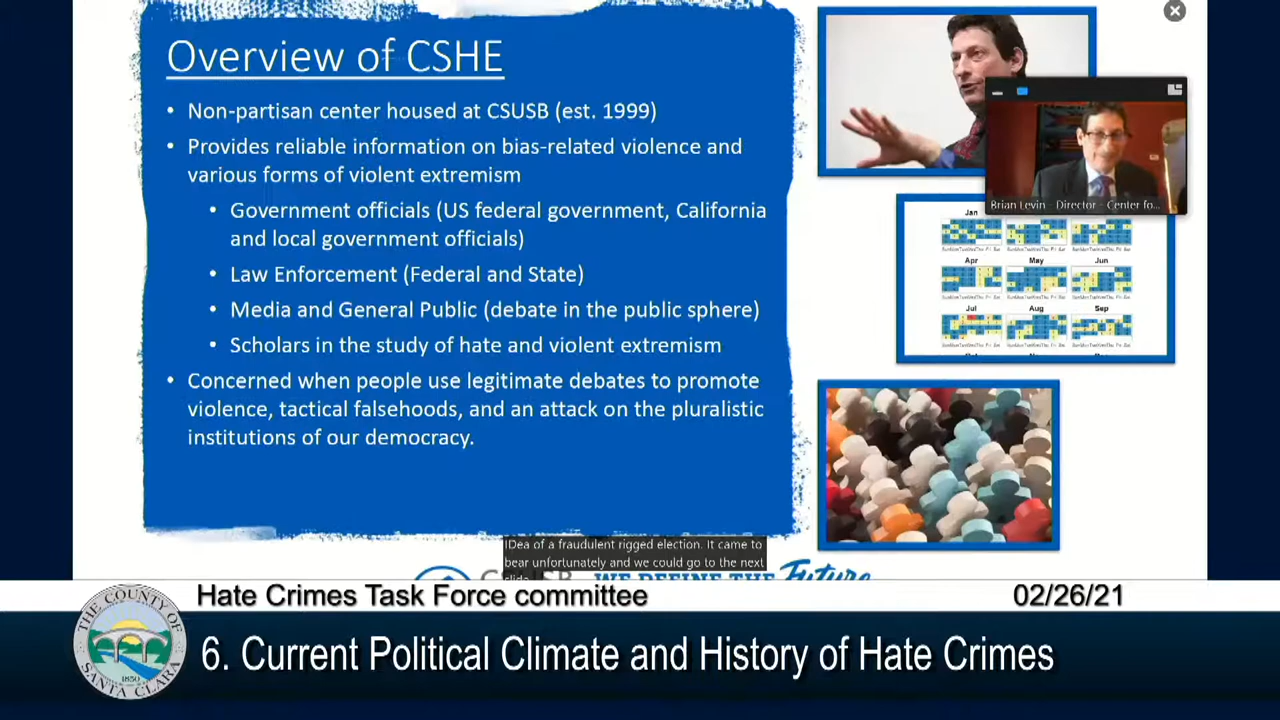 Overview of CSHE
• Non-partisan center housed at CSUSB (est. 1999)
• Provides reliable information on bias-related violence and
various forms of violent extremism
• Government officials (US federal government, California
and local government officials)
• Law Enforcement (Federal and State)
• Media and General Public (debate in the public sphere)
• Scholars in the study of hate and violent extremism
• Concerned when people use legitimate debates to promote
violence, tactical falsehoods, and an attack on the pluralistic
institutions of our democracy.
Brian Levin - Director - Center fo...
Jan
Apr May Jun
Jul Aug Sep
IDea of a fraudulent rigged election. It came to
bear unfortunately and we could go to the next
slide.
CSUSB WE DEFINE THE Future
Hate Crimes Task Force committee 02/26/21
THE COUNTY OF SANTA CLARA
1850
6. Current Political Climate and History of Hate Crimes